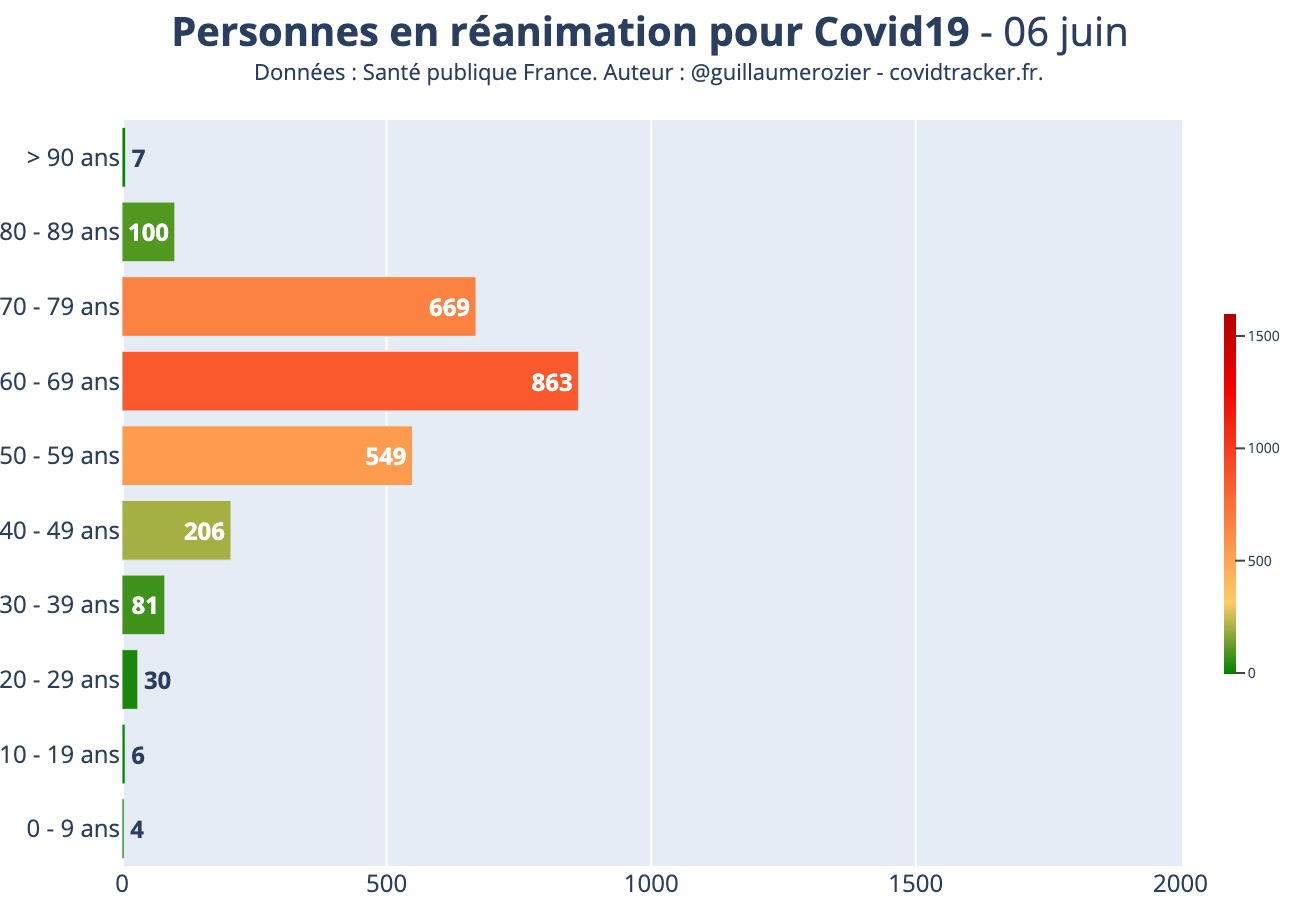 Personnes en réanimation pour Covid19 - 06 juin
Données : Santé publique France. Auteur : @guillaumerozier - covidtracker.fr.
> 90 ans 7
80 - 89 ans 100
70 - 79 ans 669
60 - 69 ans 863
50 - 59 ans 549
40 - 49 ans 206
30 - 39 ans 81
20 - 29 ans 30
10 - 19 ans 6
0 - 9 ans 4
0 500 1000 1500 2000
1500
1000
500
0